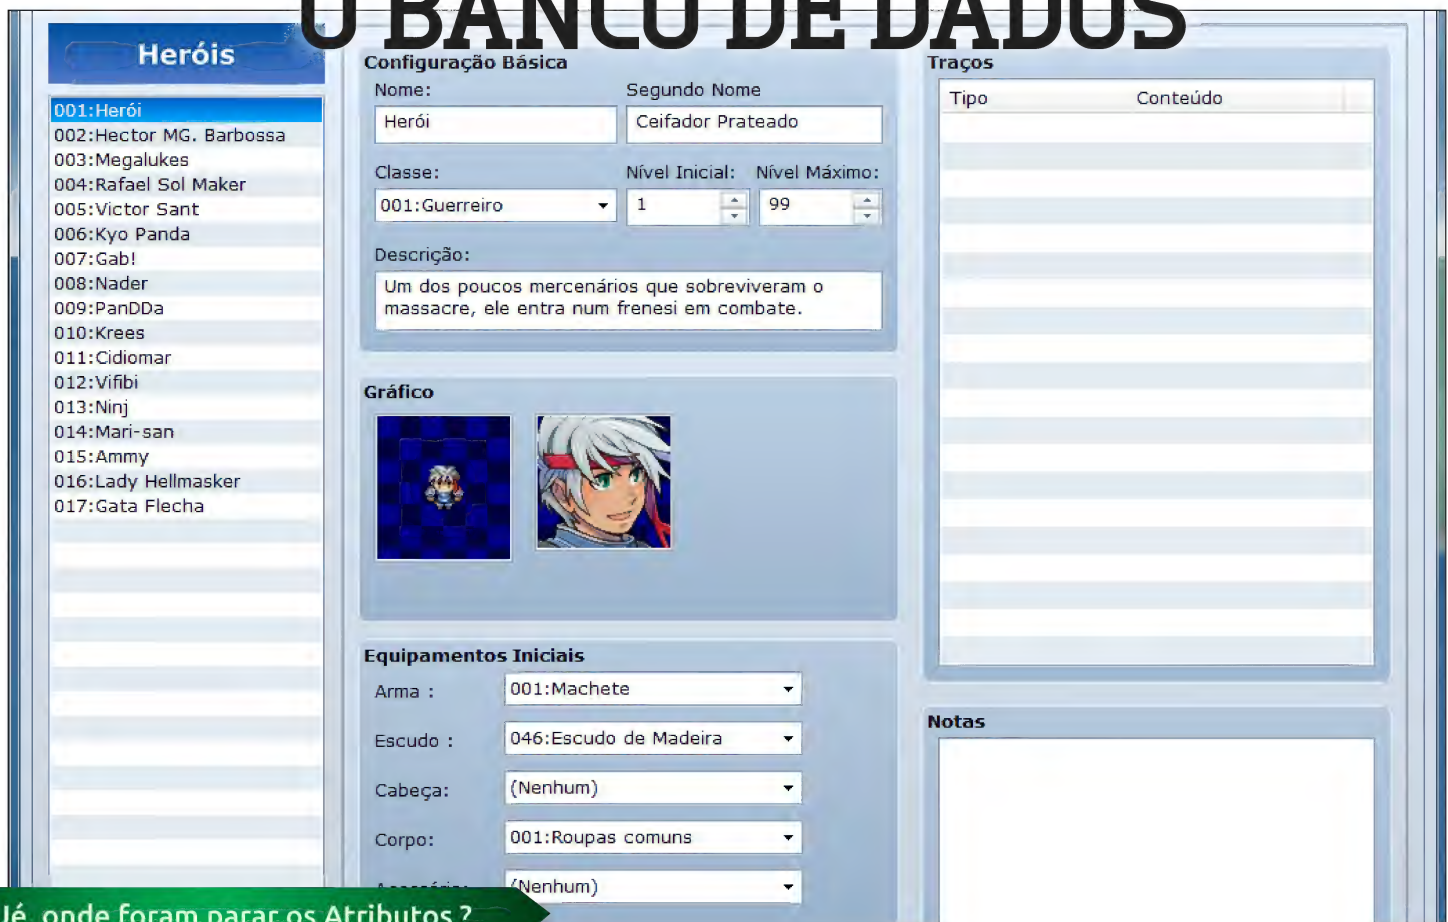 O BANCO DE DADOS
Heróis
001:Herói
002:Hector MG. Barbossa
003:Megalukes
004:Rafael Sol Maker
005:Victor Sant
006:Kyo Panda
007:Gab!
008:Nader
009:PanDDa
010:Krees
011:Cidiomar
012:Vifibi
013:Ninj
014:Mari-san
015:Ammy
016:Lady Hellmasker
017:Gata Flecha
Configuração Básica
Nome: Segundo Nome
Herói Ceifador Prateado
Classe: Nível Inicial: Nível Máximo:
001:Guerreiro 1 99
Descrição:
Um dos poucos mercenários que sobreviveram o
massacre, ele entra num frenesi em combate.
Gráfico
Equipamentos Iniciais
Arma : 001:Machete
Escudo : 046:Escudo de Madeira
Cabeça: (Nenhum)
Corpo: 001:Roupas comuns
(Nenhum)
Traços
Tipo Conteúdo
Notas
Ué, onde foram parar os Atributos ?